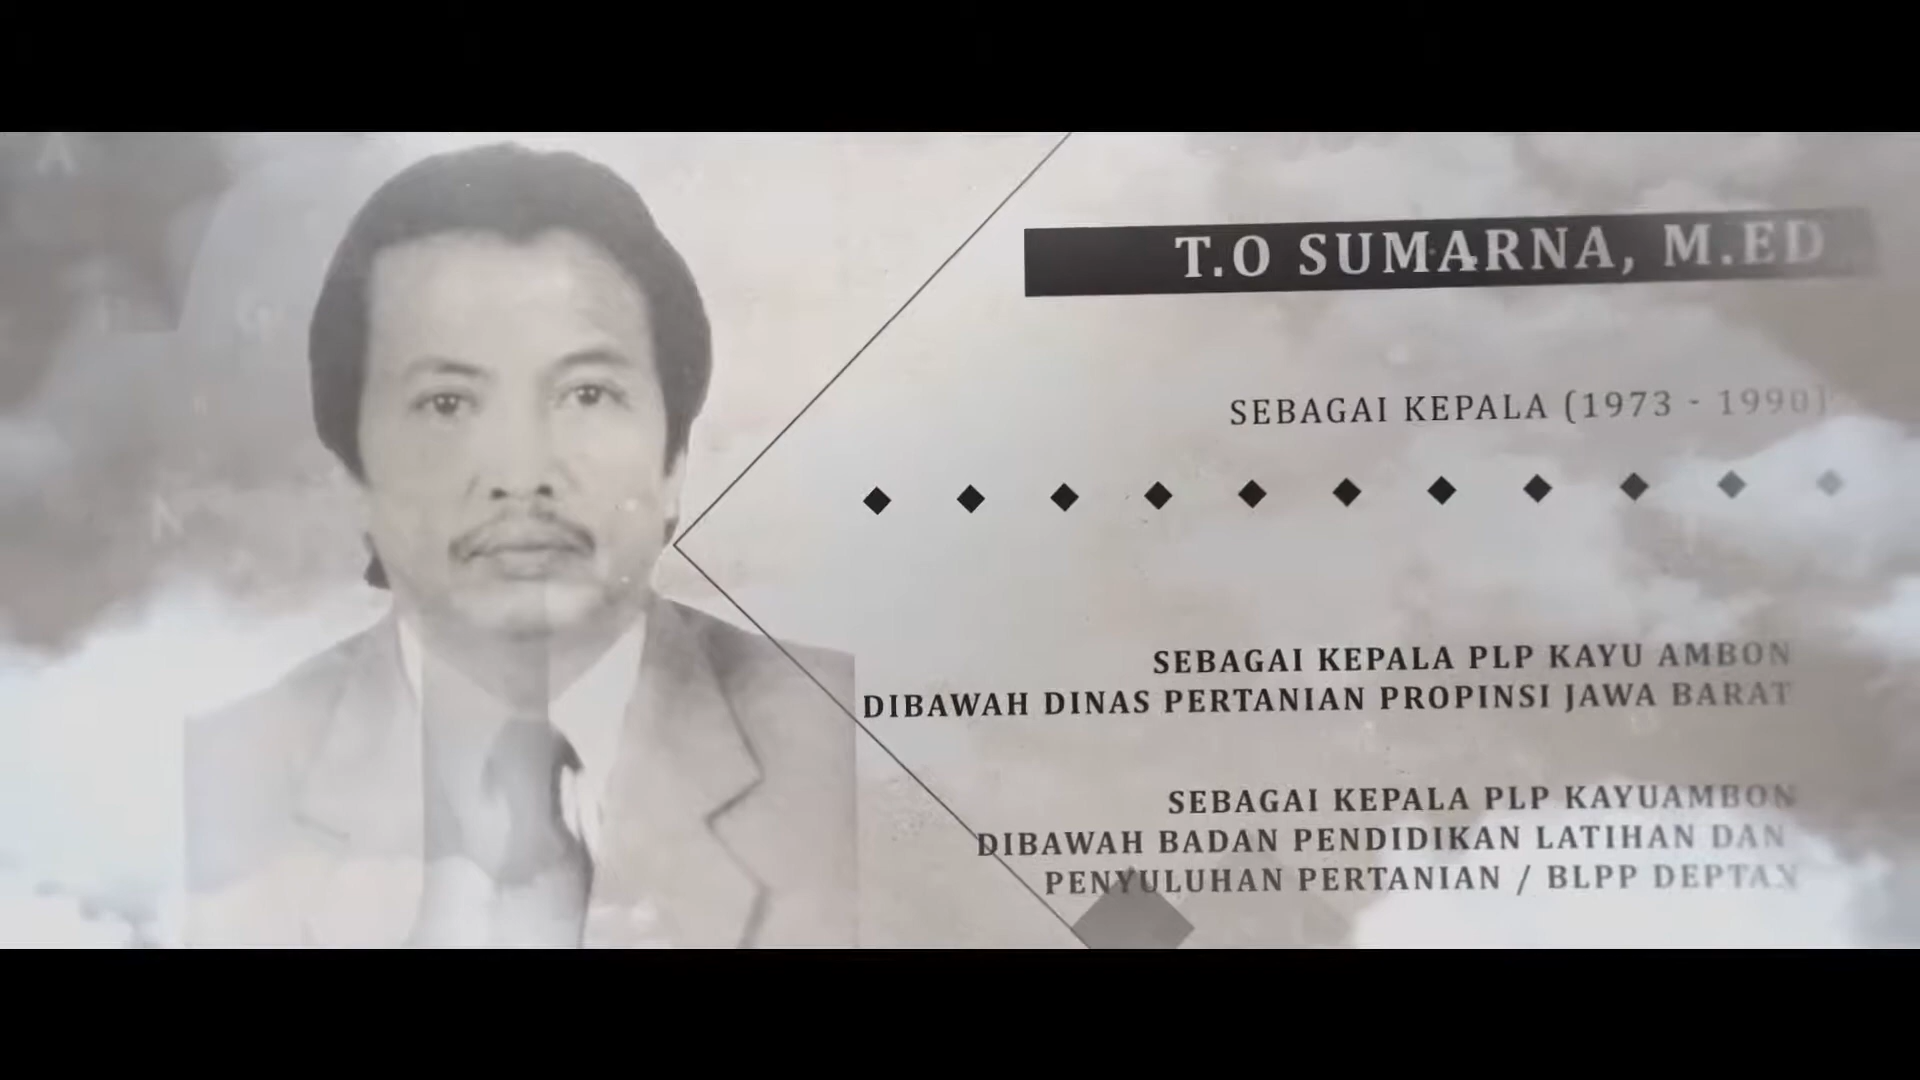 T.O SUMARNA, M.ED
SEBAGAI KEPALA (1973 - 1990)
SEBAGAI KEPALA PLP KAYU AMBON
DIBAWAH DINAS PERTANIAN PROPINSI JAWA BARAT
SEBAGAI KEPALA PLP KAYUAMBON
DIBAWAH BADAN PENDIDIKAN LATIHAN DAN
PENYULUHAN PERTANIAN / BLPP DEPTAN